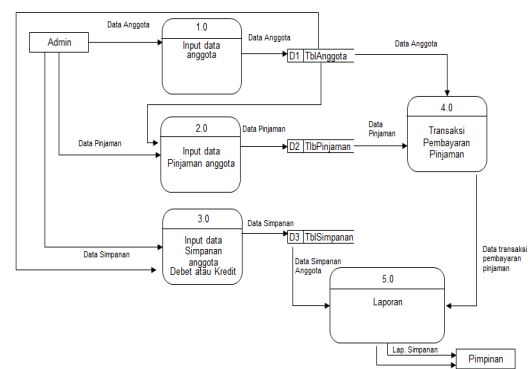 Data Anggota
1.0
Admin
Input data
anggota
Data Anggota
D1 TblAnggota
Data Anggota
2.0
Data Pinjaman
Input data
Pinjaman anggota
Data Pinjaman
D2 TlbPinjaman
Data
Pinjaman
4.0
Transaksi
Pembayaran
Pinjaman
3.0
Input data
Simpanan
anggota
Debet atau Kredit
Data Simpanan
Data Simpanan
D3 TblSimpanan
Data Simpanan
Anggota
Data transaksi
pembayaran
pinjaman
5.0
Laporan
Lap. Simpanan
Pimpinan